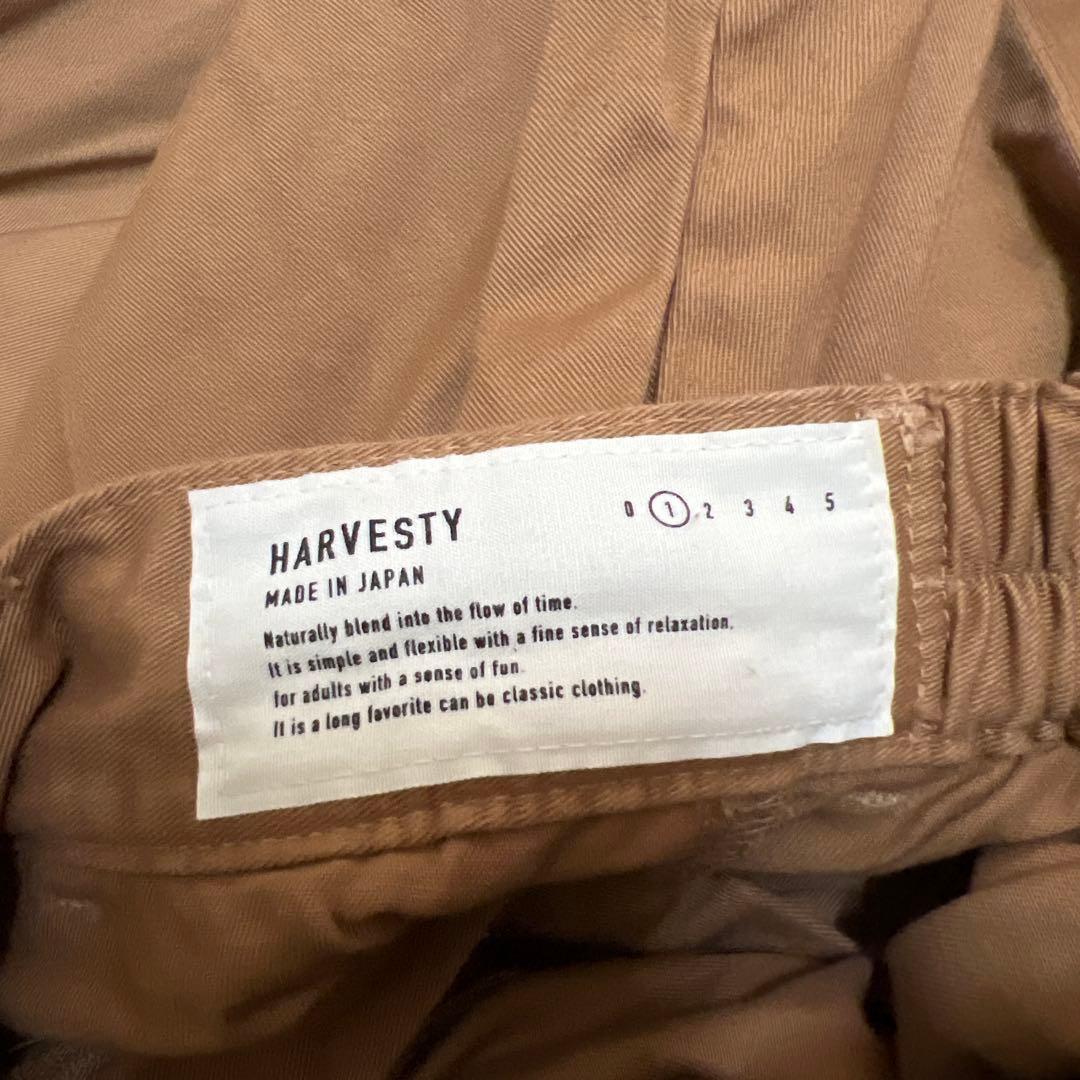 HARVESTY
0 1 2 3 4 5
MADE IN JAPAN
Naturally blend into the flow of time.
It is simple and flexible with a fine sense of relaxation,
for adults with a sense of fun.
It is a long favorite can be classic clothing.